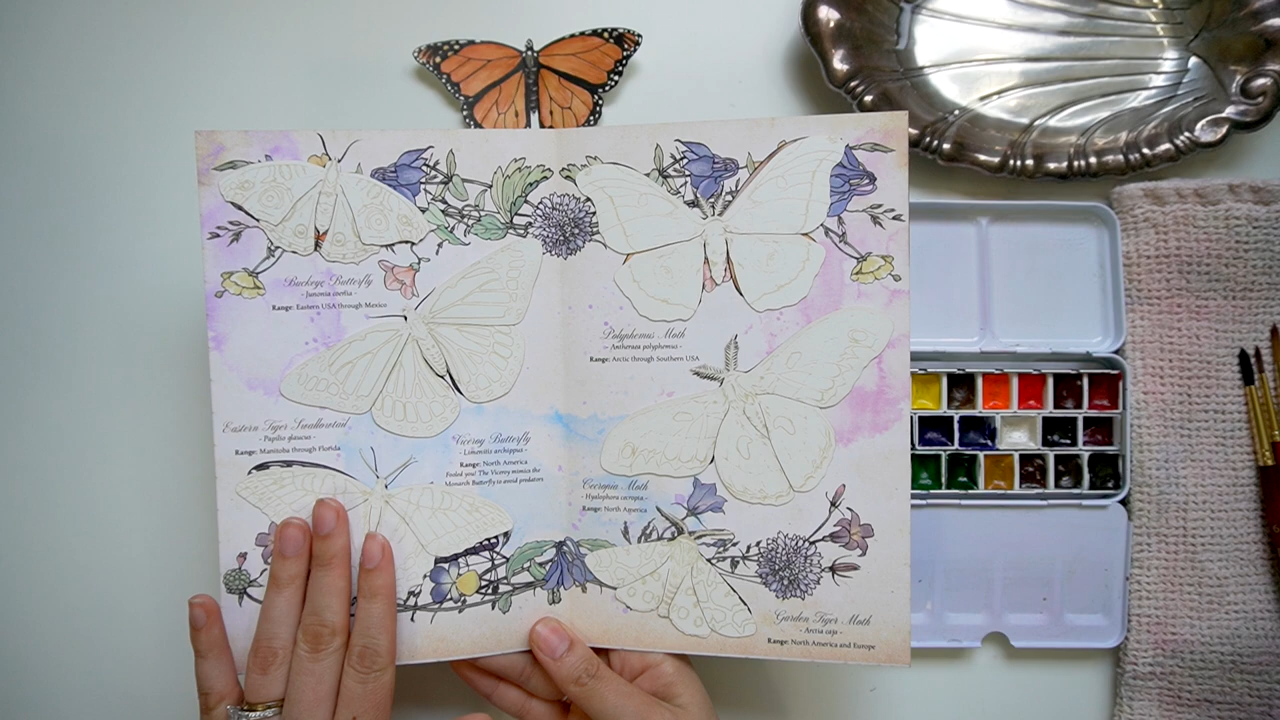 Buckeye Butterfly
- Junonia coenia -
Range: Eastern USA through Mexico
Eastern Tiger Swallowtail
- Papilio glaucus -
Range: Manitoba through Florida
Viceroy Butterfly
- Limenitis archippus -
Range: North America
Fooled you! The Viceroy mimics the
Monarch Butterfly to avoid predators
Polyphemus Moth
- Antheraea polyphemus -
Range: Arctic through Southern USA
Cecropia Moth
- Hyalophora cecropia -
Range: North America
Garden Tiger Moth
- Arctia caja -
Range: North America and Europe